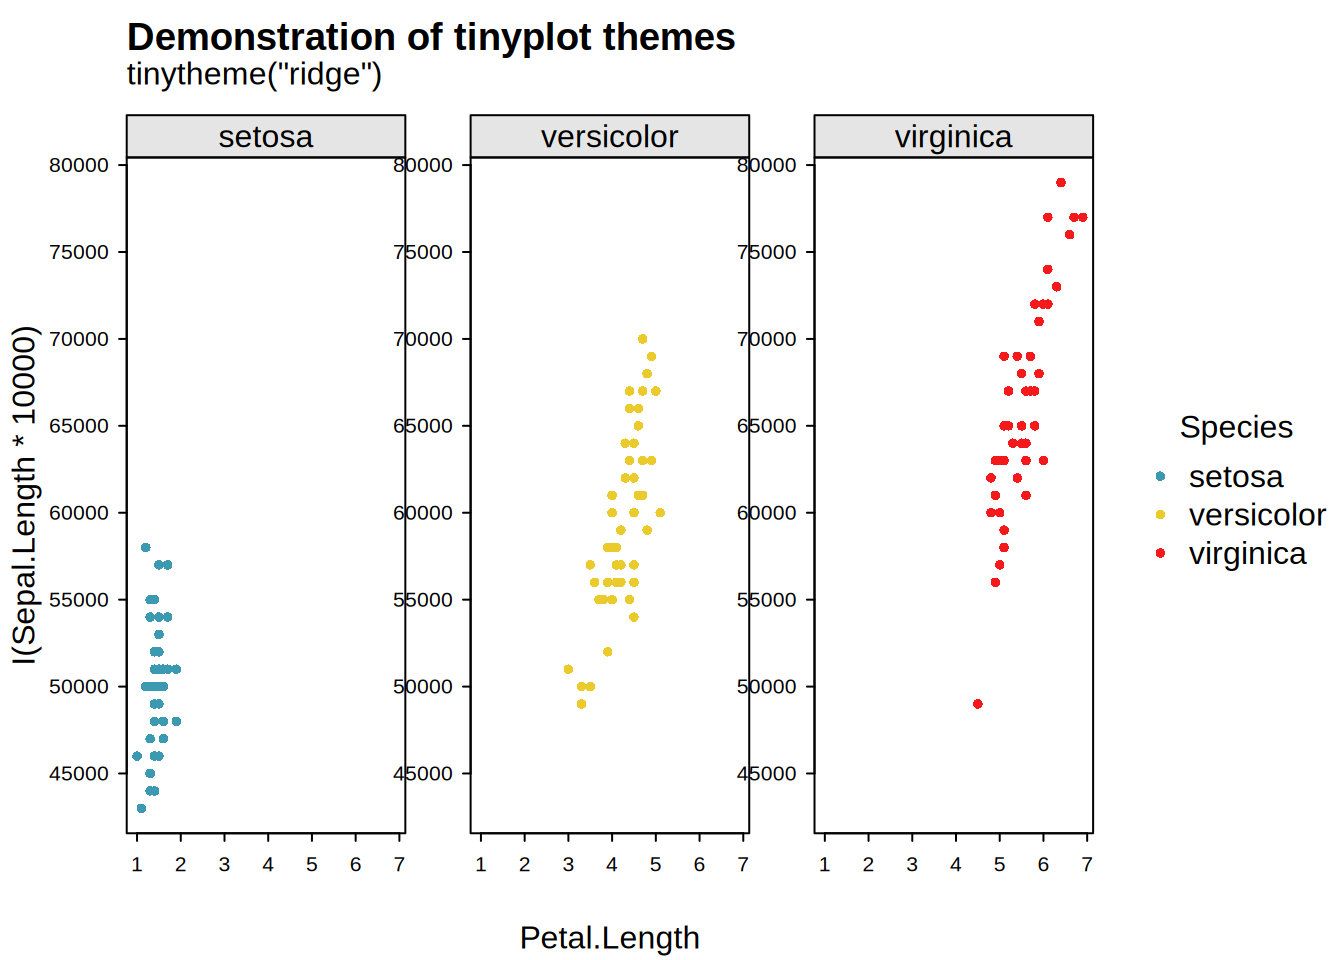 Demonstration of tinyplot themes
tinytheme("ridge")
setosa
versicolor
virginica
I(Sepal.Length * 10000)
80000
75000
70000
65000
60000
55000
50000
45000
80000
75000
70000
65000
60000
55000
50000
45000
80000
75000
70000
65000
60000
55000
50000
45000
1 2 3 4 5 6 7
1 2 3 4 5 6 7
1 2 3 4 5 6 7
Petal.Length
Species
setosa
versicolor
virginica